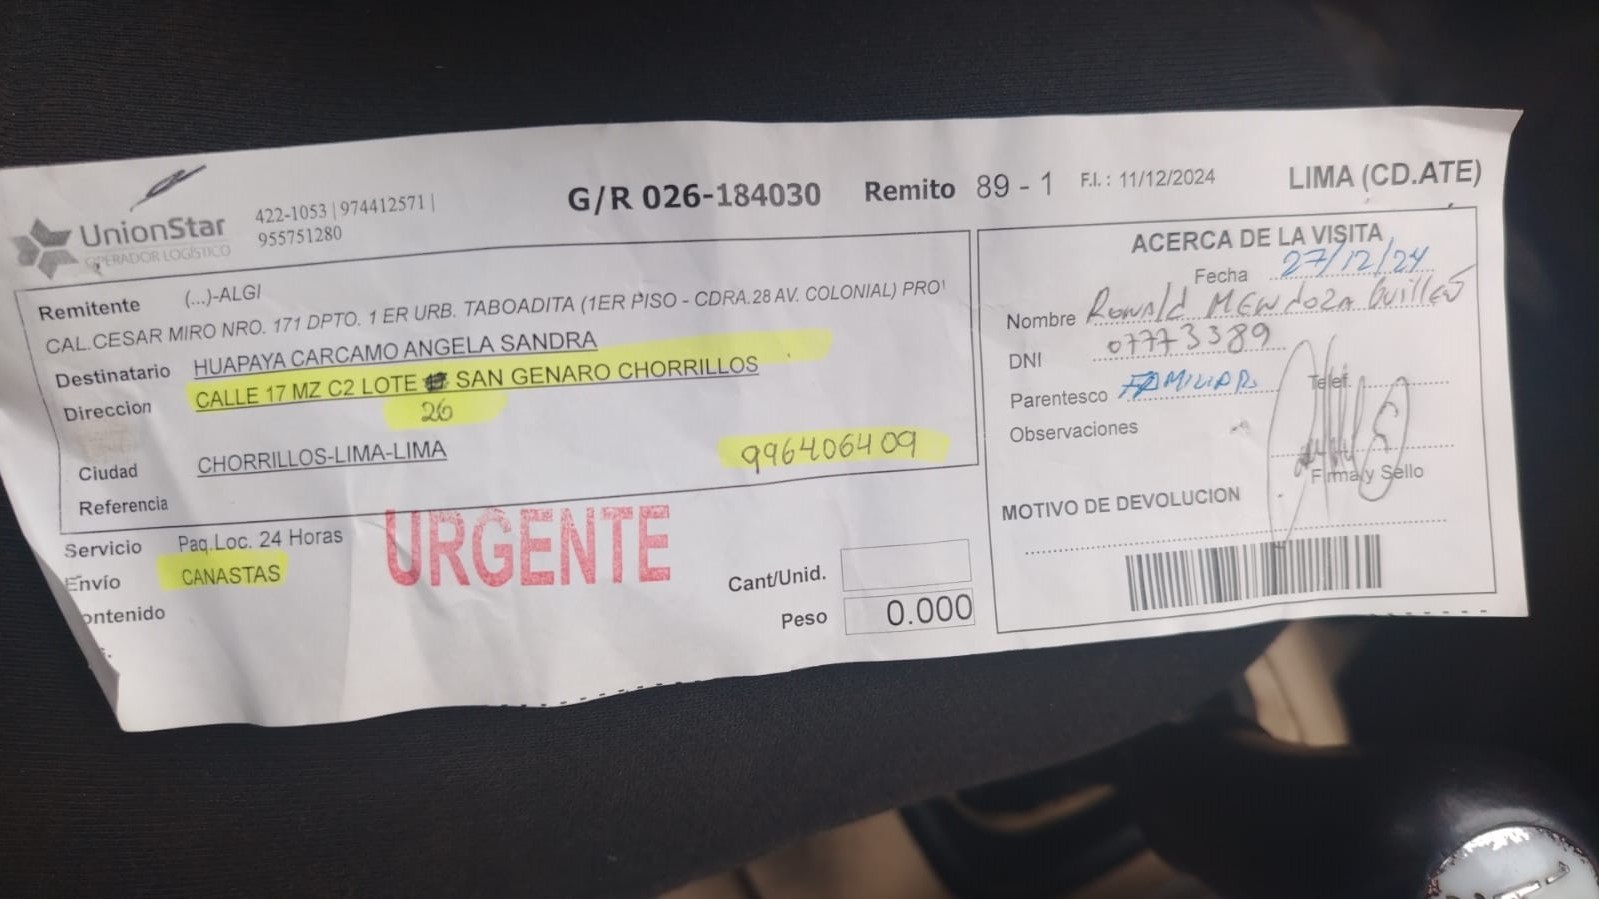 UnionStar
OPERADOR LOGÍSTICO
422-1053 | 974412571 |
955751280
G/R 026-184030
Remito 89 - 1
F.I.: 11/12/2024
LIMA (CD.ATE)
Remitente (...)-ALGI
CAL.CESAR MIRO NRO. 171 DPTO. 1 ER URB. TABOADITA (1ER PISO - CDRA.28 AV. COLONIAL) PRO
Destinatario HUAPAYA CARCAMO ANGELA SANDRA
Direccion CALLE 17 MZ C2 LOTE SAN GENARO CHORRILLOS
26
Ciudad CHORRILLOS-LIMA-LIMA
996406409
Referencia
Servicio Paq.Loc. 24 Horas
Envío CANASTAS
ontenido
URGENTE
Cant/Unid.
Peso 0.000
ACERCA DE LA VISITA
Fecha 27/12/24
Nombre Ronald MENDOZA Guillen
DNI 07773389
Parentesco FAMILIAR
Telef.
Observaciones
Firma y Sello
MOTIVO DE DEVOLUCION